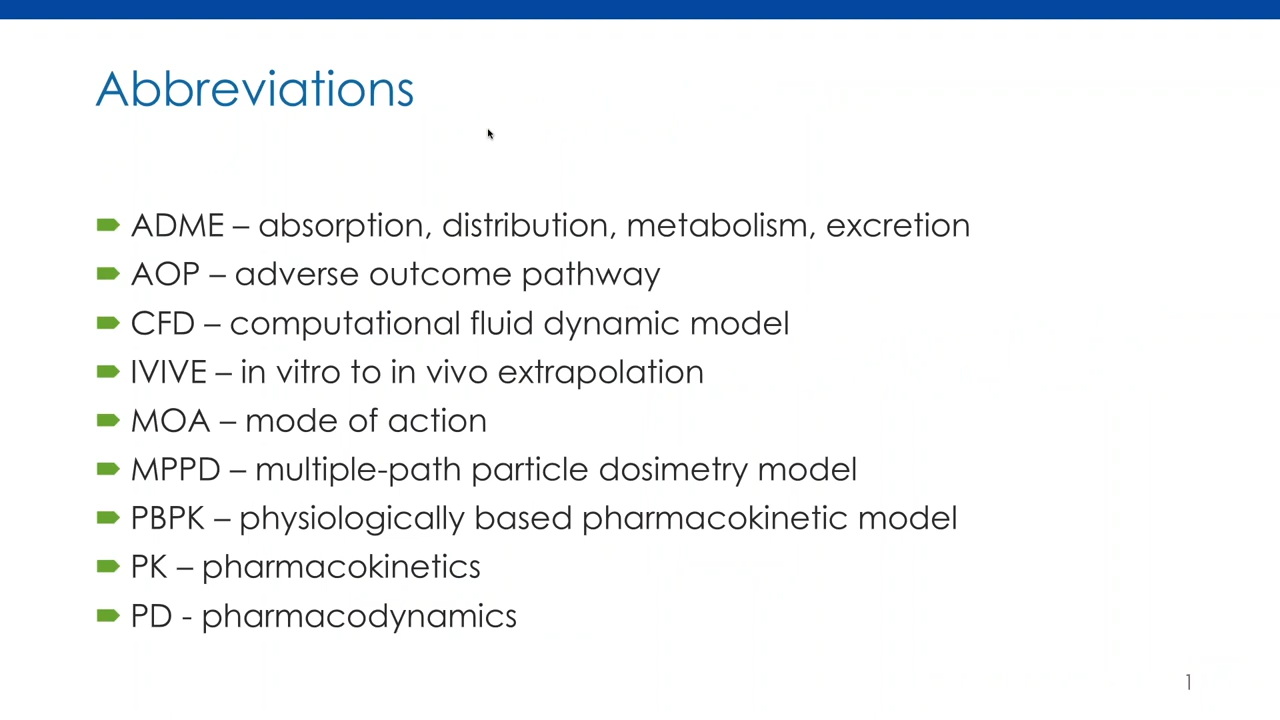 Abbreviations
ADME – absorption, distribution, metabolism, excretion
AOP – adverse outcome pathway
CFD – computational fluid dynamic model
IVIVE – in vitro to in vivo extrapolation
MOA – mode of action
MPPD – multiple-path particle dosimetry model
PBPK – physiologically based pharmacokinetic model
PK – pharmacokinetics
PD - pharmacodynamics
1